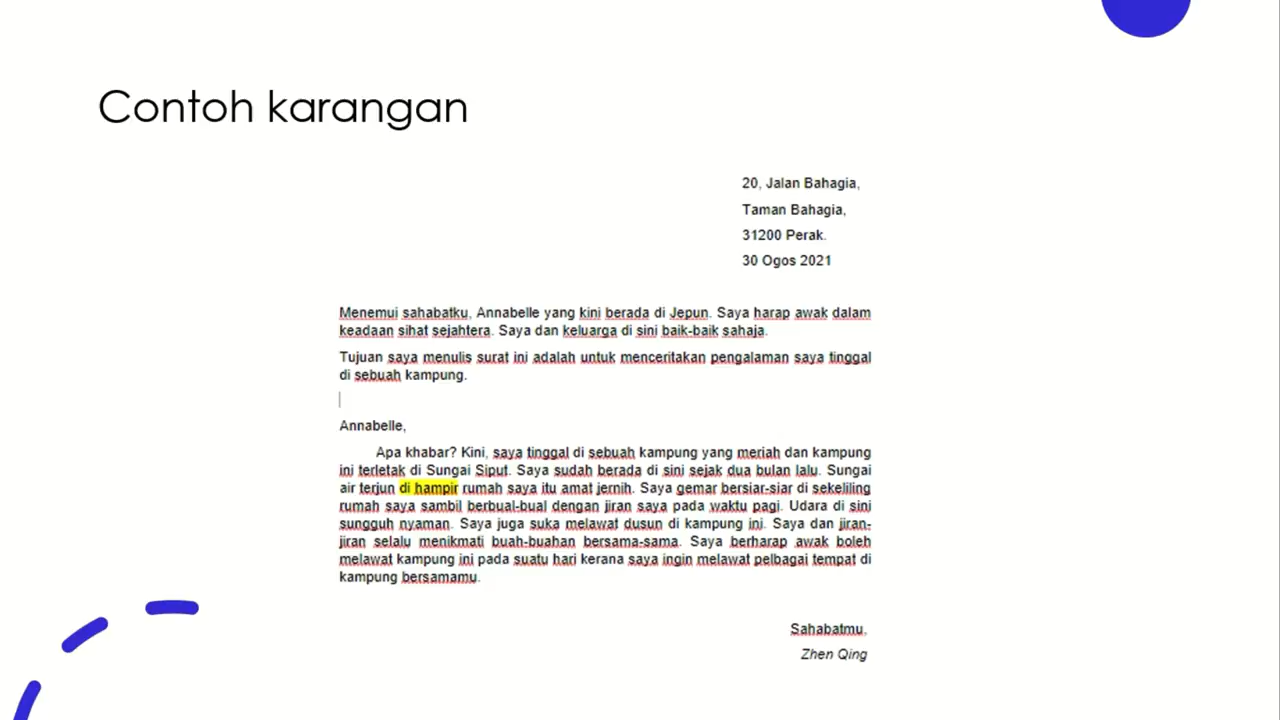 Contoh karangan
20, Jalan Bahagia,
Taman Bahagia,
31200 Perak.
30 Ogos 2021
Menemui sahabatku, Annabelle yang kini berada di Jepun. Saya harap awak dalam
keadaan sihat sejahtera. Saya dan keluarga di sini baik-baik sahaja.
Tujuan saya menulis surat ini adalah untuk menceritakan pengalaman saya tinggal
di sebuah kampung.
Annabelle,
Apa khabar? Kini, saya tinggal di sebuah kampung yang meriah dan kampung
ini terletak di Sungai Siput. Saya sudah berada di sini sejak dua bulan lalu. Sungai
air terjun di hampir rumah saya itu amat jernih. Saya gemar bersiar-siar di sekeliling
rumah saya sambil berbual-bual dengan jiran saya pada waktu pagi. Udara di sini
sungguh nyaman. Saya juga suka melawat dusun di kampung ini. Saya dan jiran-
jiran selalu menikmati buah-buahan bersama-sama. Saya berharap awak boleh
melawat kampung ini pada suatu hari kerana saya ingin melawat pelbagai tempat di
kampung bersamamu.
Sahabatmu,
Zhen Qing